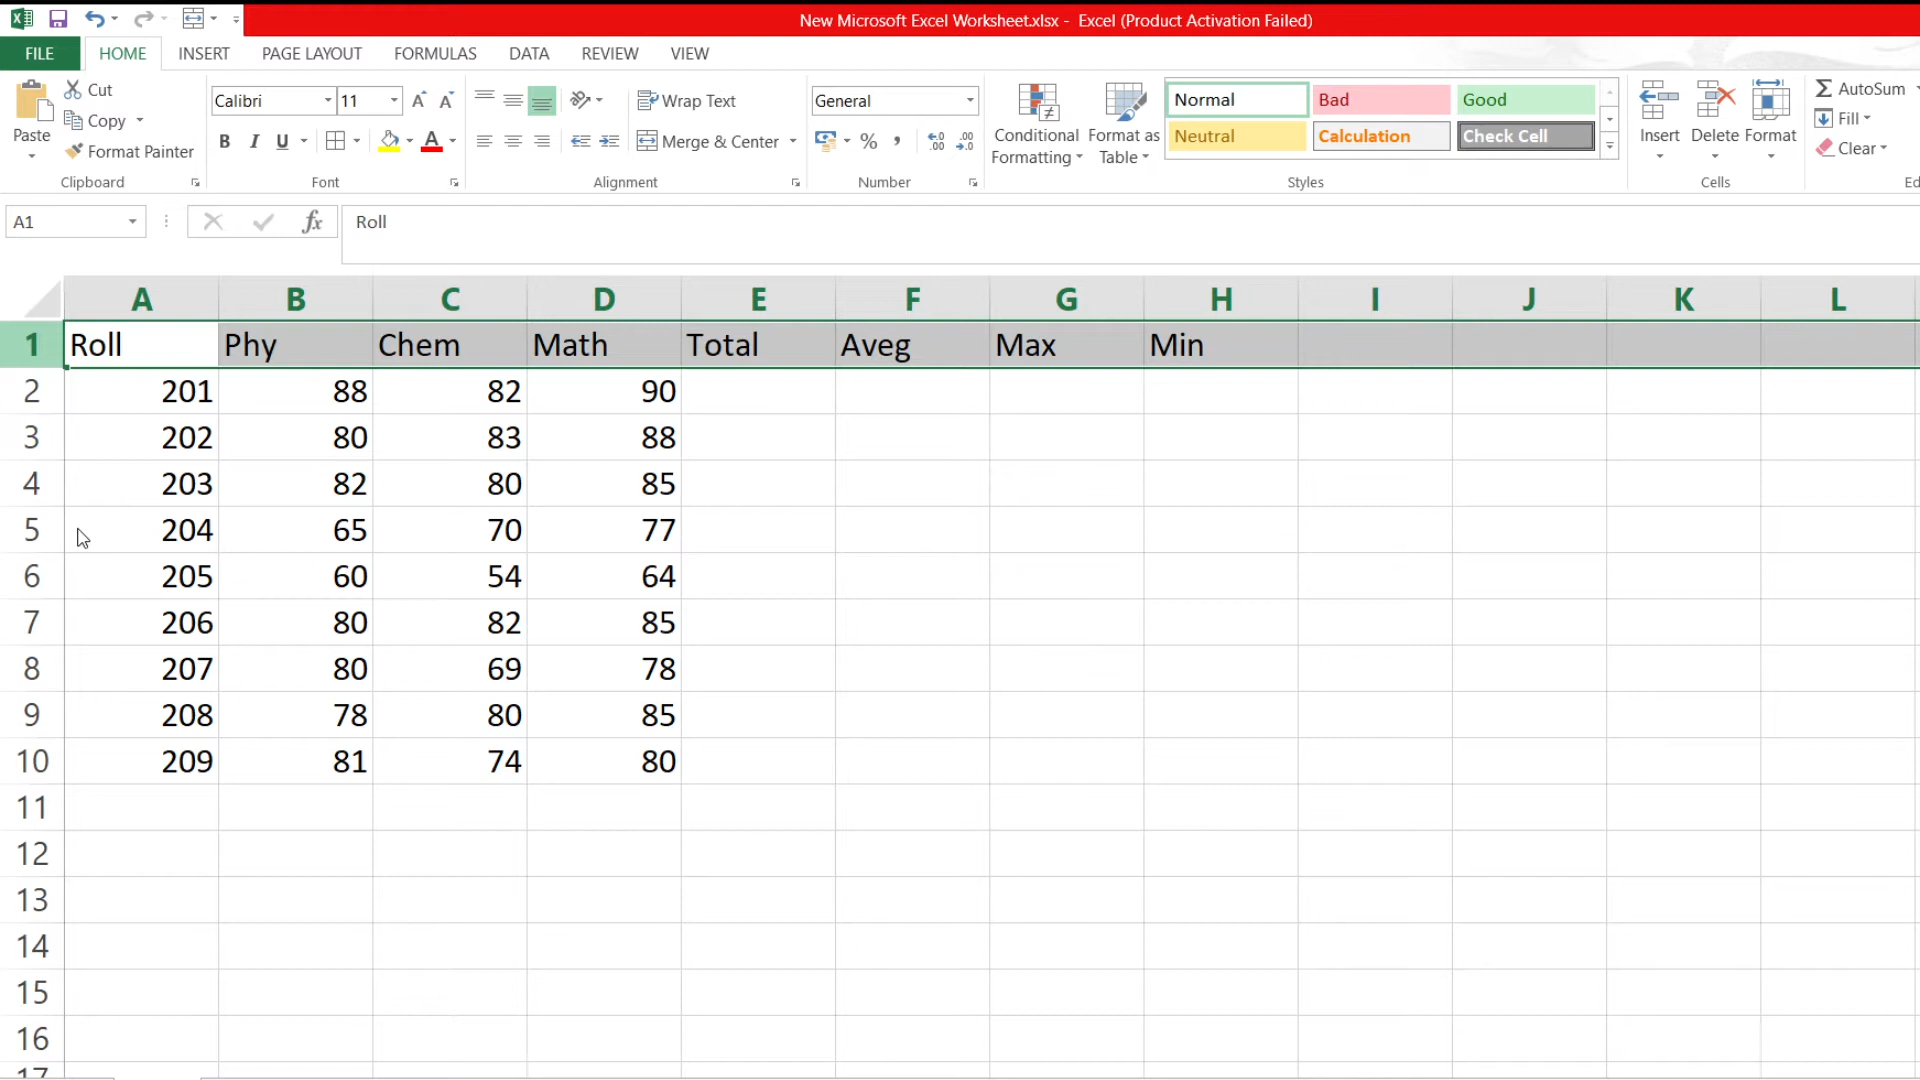 New Microsoft Excel Worksheet.xlsx - Excel (Product Activation Failed)
FILE HOME INSERT PAGE LAYOUT FORMULAS DATA REVIEW VIEW
Paste
Cut
Copy
Format Painter
Clipboard
Calibri 11
B I U
Font
Wrap Text
Merge & Center
Alignment
General
%
Number
Conditional Formatting
Format as Table
Normal Bad Good
Neutral Calculation Check Cell
Styles
Insert Delete Format
Cells
AutoSum
Fill
Clear
Ed
A1 fx Roll
A B C D E F G H I J K L
1 Roll Phy Chem Math Total Aveg Max Min
2 201 88 82 90
3 202 80 83 88
4 203 82 80 85
5 204 65 70 77
6 205 60 54 64
7 206 80 82 85
8 207 80 69 78
9 208 78 80 85
10 209 81 74 80
11
12
13
14
15
16
17